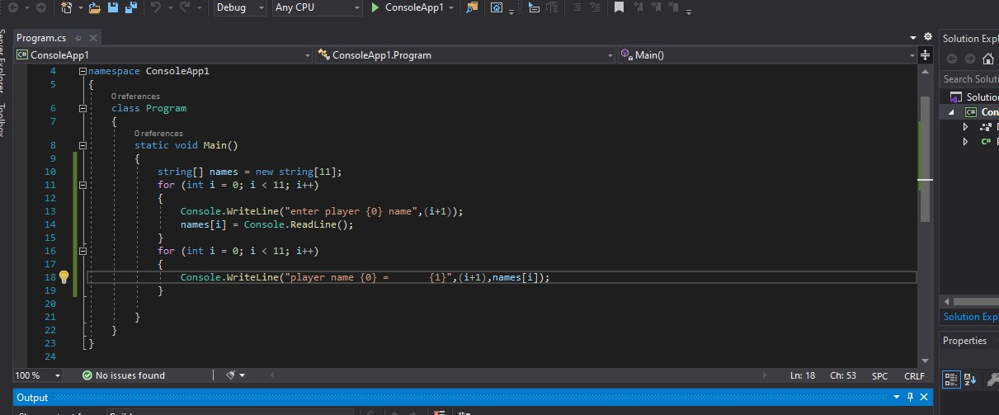 Debug Any CPU ConsoleApp1
Program.cs
Solution Expl
Server Explorer
Toolbox
C# ConsoleApp1 ConsoleApp1.Program Main()
Search Soluti
4 namespace ConsoleApp1
5 {
0 references
6 class Program
7 {
0 references
8 static void Main()
9 {
10 string[] names = new string[11];
11 for (int i = 0; i < 11; i++)
12 {
13 Console.WriteLine("enter player {0} name",(i+1));
14 names[i] = Console.ReadLine();
15 }
16 for (int i = 0; i < 11; i++)
17 {
18 Console.WriteLine("player name {0} =      {1}",(i+1),names[i]);
19 }
20
21 }
22 }
23 }
24
Solutio
C# Con
C#
Solution Exp
Properties
100 % No issues found Ln: 18 Ch: 53 SPC CRLF
Output